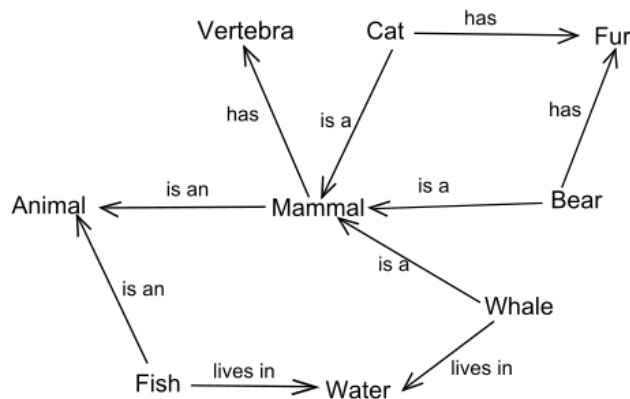 Vertebra
Cat
has
Fur
has
is a
has
Animal
is an
Mammal
is a
Bear
is an
is a
Whale
Fish
lives in
Water
lives in